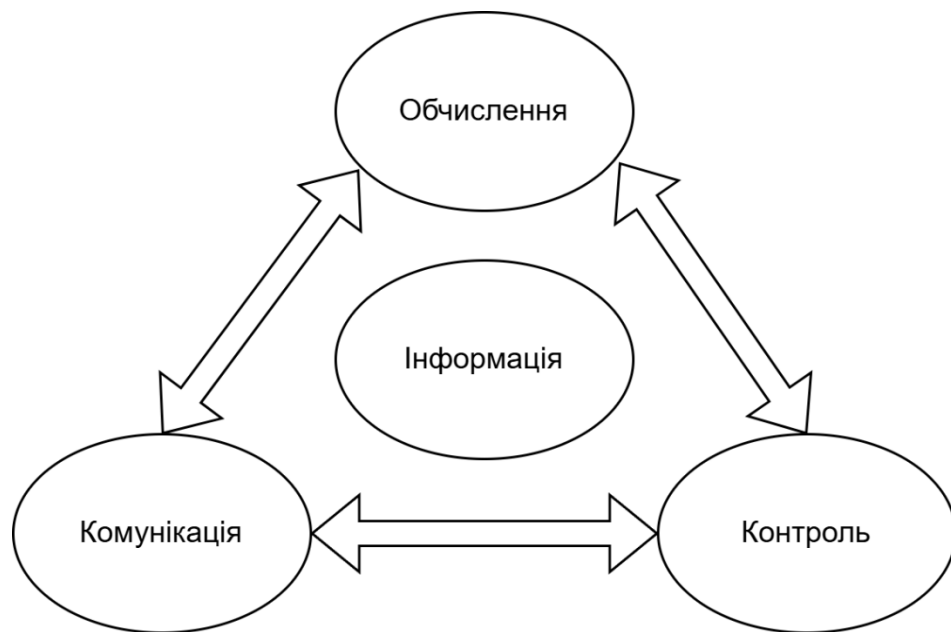 Обчислення
Інформація
Комунікація
Контроль